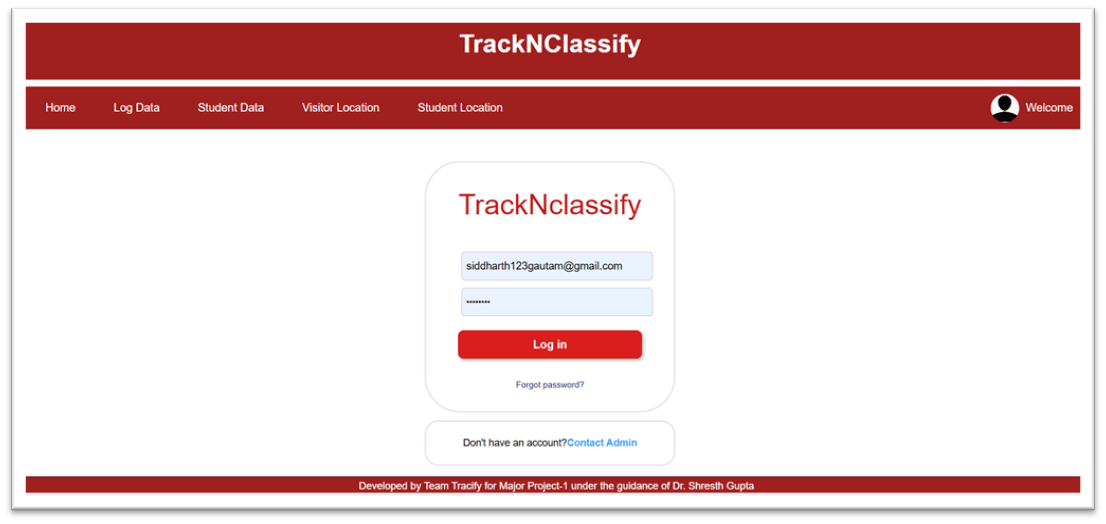 TrackNClassify
Home Log Data Student Data Visitor Location Student Location Welcome
TrackNclassify
siddharth123gautam@gmail.com
••••••••
Log in
Forgot password?
Don't have an account?Contact Admin
Developed by Team Tracify for Major Project-1 under the guidance of Dr. Shresth Gupta